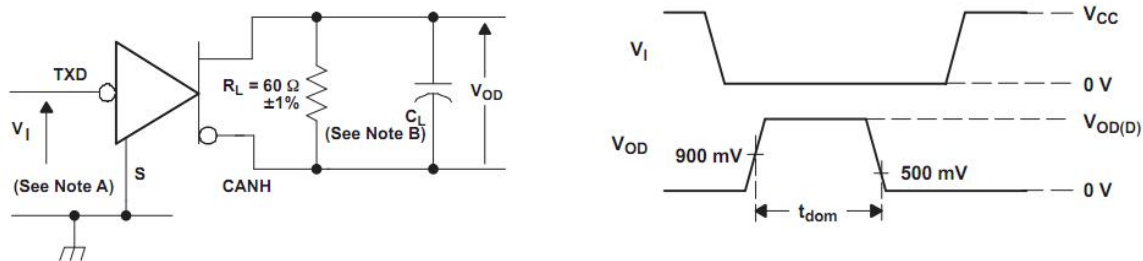 TXD
V_I
(See Note A)
S
R_L = 60 Ω
±1%
(See Note B)
C_L
V_OD
CANH
V_I
V_CC
0 V
V_OD
900 mV
500 mV
V_OD(D)
0 V
t_dom